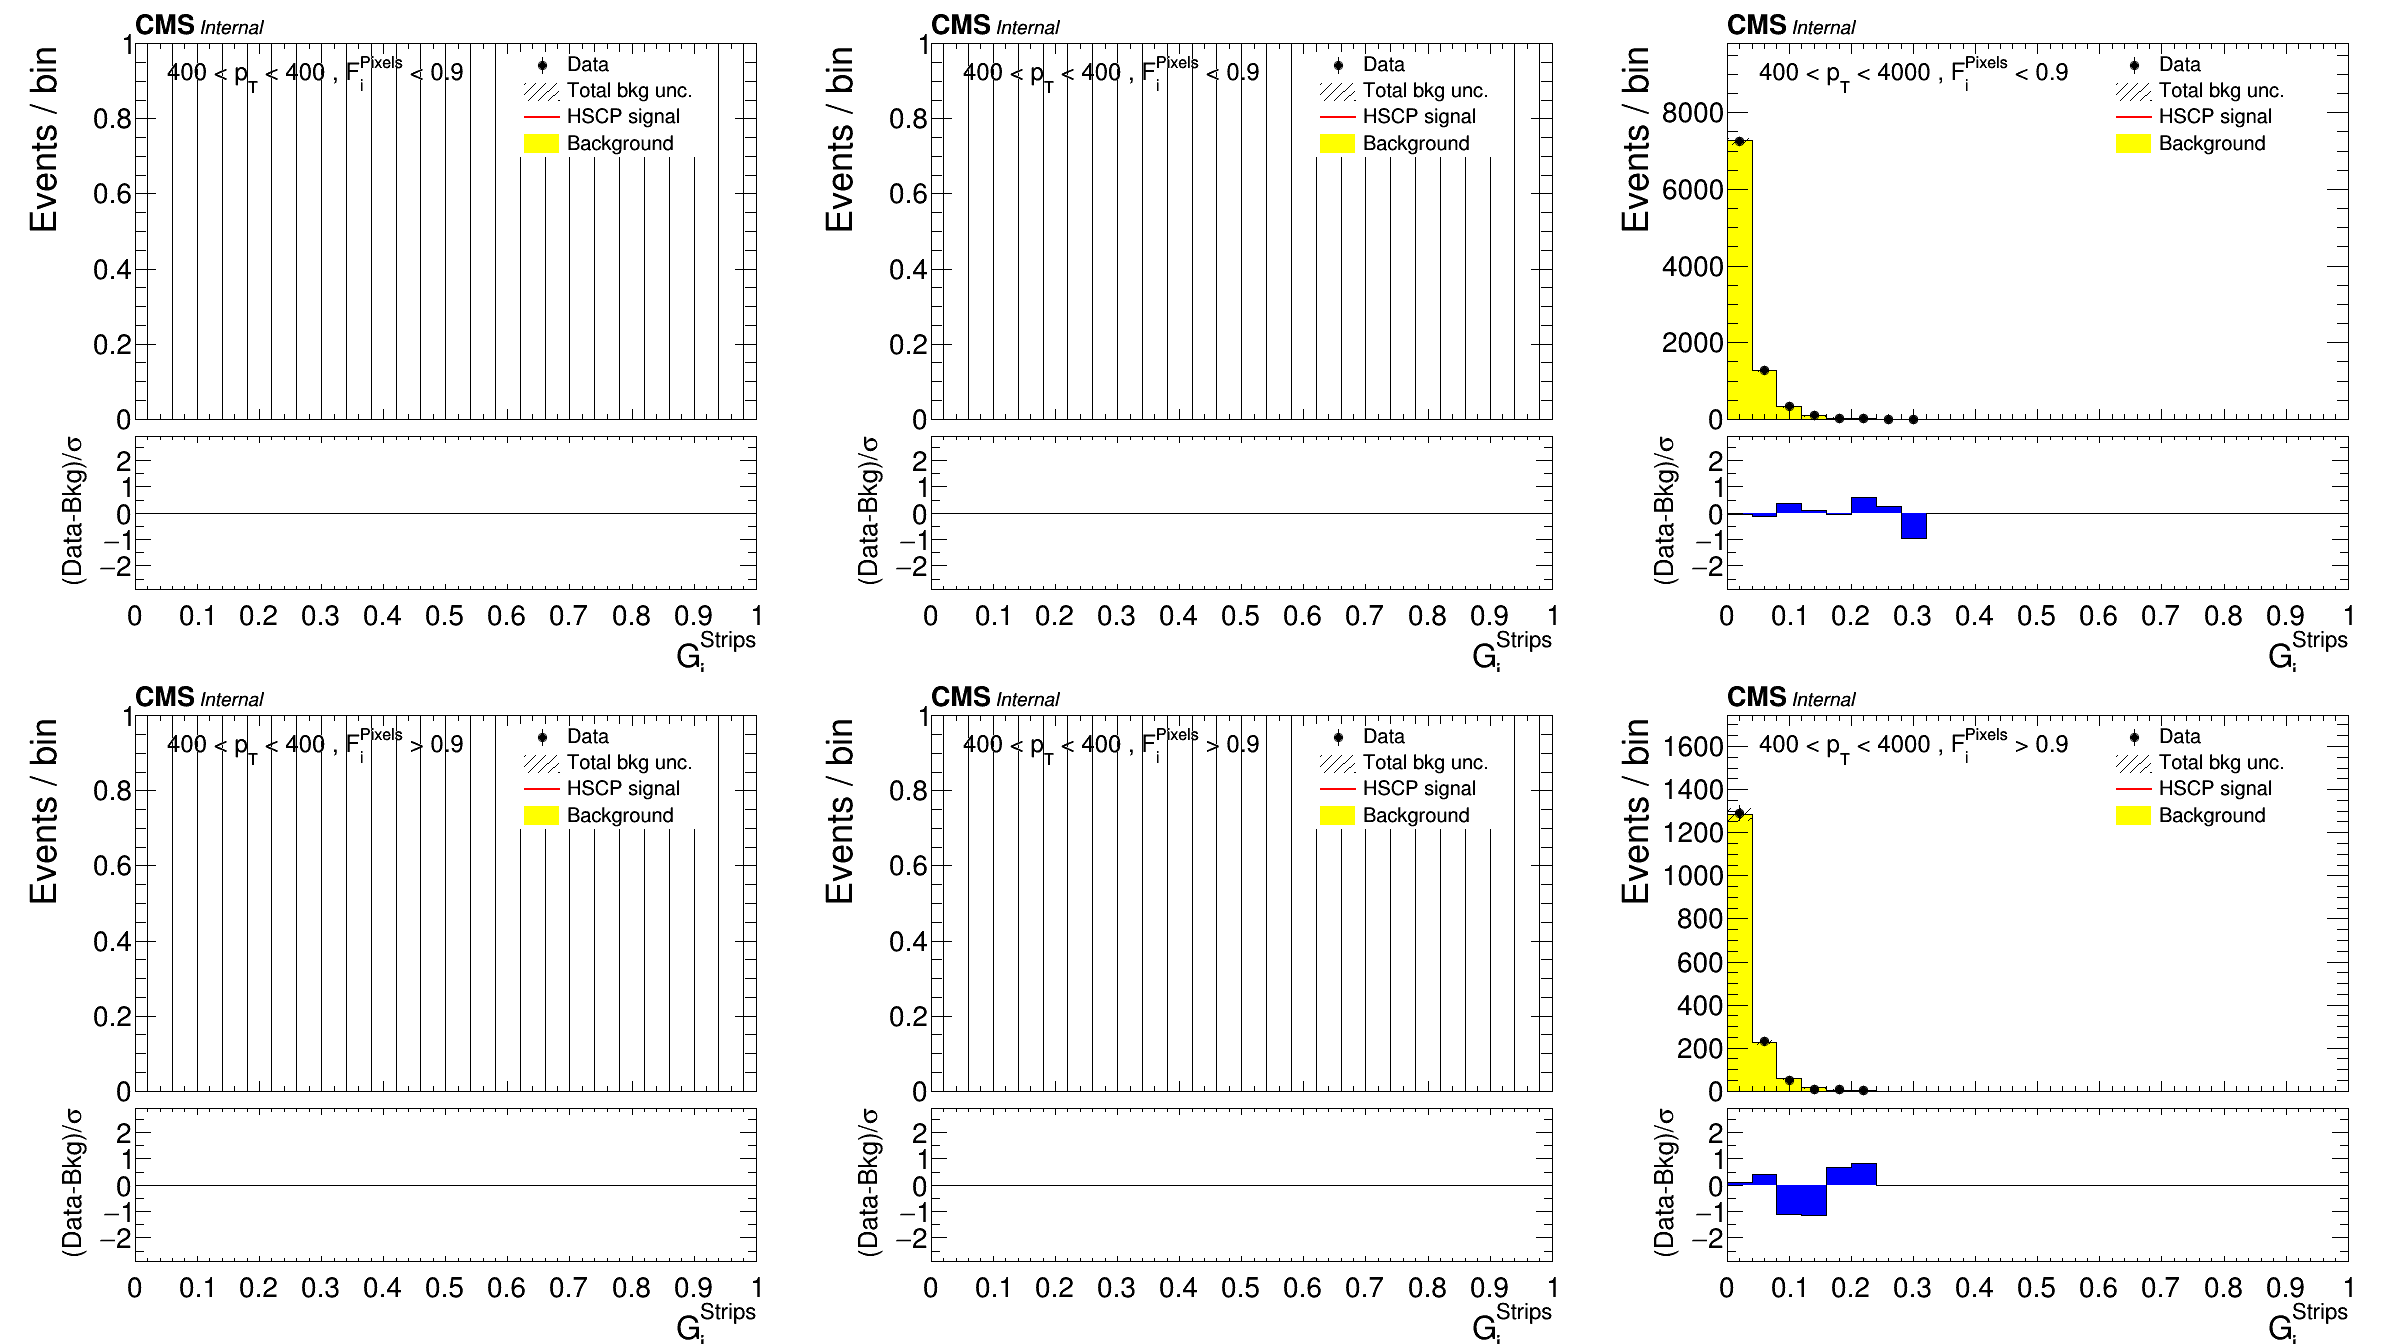 CMS Internal
Events / bin
400 < pT < 400 , FiPixels < 0.9
Data
Total bkg unc.
HSCP signal
Background
1
0.8
0.6
0.4
0.2
0
(Data-Bkg)/σ
2
1
0
−1
−2
0 0.1 0.2 0.3 0.4 0.5 0.6 0.7 0.8 0.9 1
GiStrips
CMS Internal
Events / bin
400 < pT < 400 , FiPixels < 0.9
Data
Total bkg unc.
HSCP signal
Background
1
0.8
0.6
0.4
0.2
0
(Data-Bkg)/σ
2
1
0
−1
−2
0 0.1 0.2 0.3 0.4 0.5 0.6 0.7 0.8 0.9 1
GiStrips
CMS Internal
Events / bin
400 < pT < 4000 , FiPixels < 0.9
Data
Total bkg unc.
HSCP signal
Background
8000
6000
4000
2000
0
(Data-Bkg)/σ
2
1
0
−1
−2
0 0.1 0.2 0.3 0.4 0.5 0.6 0.7 0.8 0.9 1
GiStrips
CMS Internal
Events / bin
400 < pT < 400 , FiPixels > 0.9
Data
Total bkg unc.
HSCP signal
Background
1
0.8
0.6
0.4
0.2
0
(Data-Bkg)/σ
2
1
0
−1
−2
0 0.1 0.2 0.3 0.4 0.5 0.6 0.7 0.8 0.9 1
GiStrips
CMS Internal
Events / bin
400 < pT < 400 , FiPixels > 0.9
Data
Total bkg unc.
HSCP signal
Background
1
0.8
0.6
0.4
0.2
0
(Data-Bkg)/σ
2
1
0
−1
−2
0 0.1 0.2 0.3 0.4 0.5 0.6 0.7 0.8 0.9 1
GiStrips
CMS Internal
Events / bin
400 < pT < 4000 , FiPixels > 0.9
Data
Total bkg unc.
HSCP signal
Background
1600
1400
1200
1000
800
600
400
200
0
(Data-Bkg)/σ
2
1
0
−1
−2
0 0.1 0.2 0.3 0.4 0.5 0.6 0.7 0.8 0.9 1
GiStrips